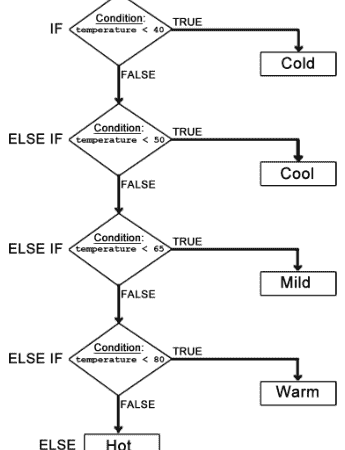 Condition:
IF temperature < 40 TRUE
Cold
FALSE
Condition:
ELSE IF temperature < 50 TRUE
Cool
FALSE
Condition:
ELSE IF temperature < 65 TRUE
Mild
FALSE
Condition:
ELSE IF temperature < 80 TRUE
Warm
FALSE
ELSE Hot